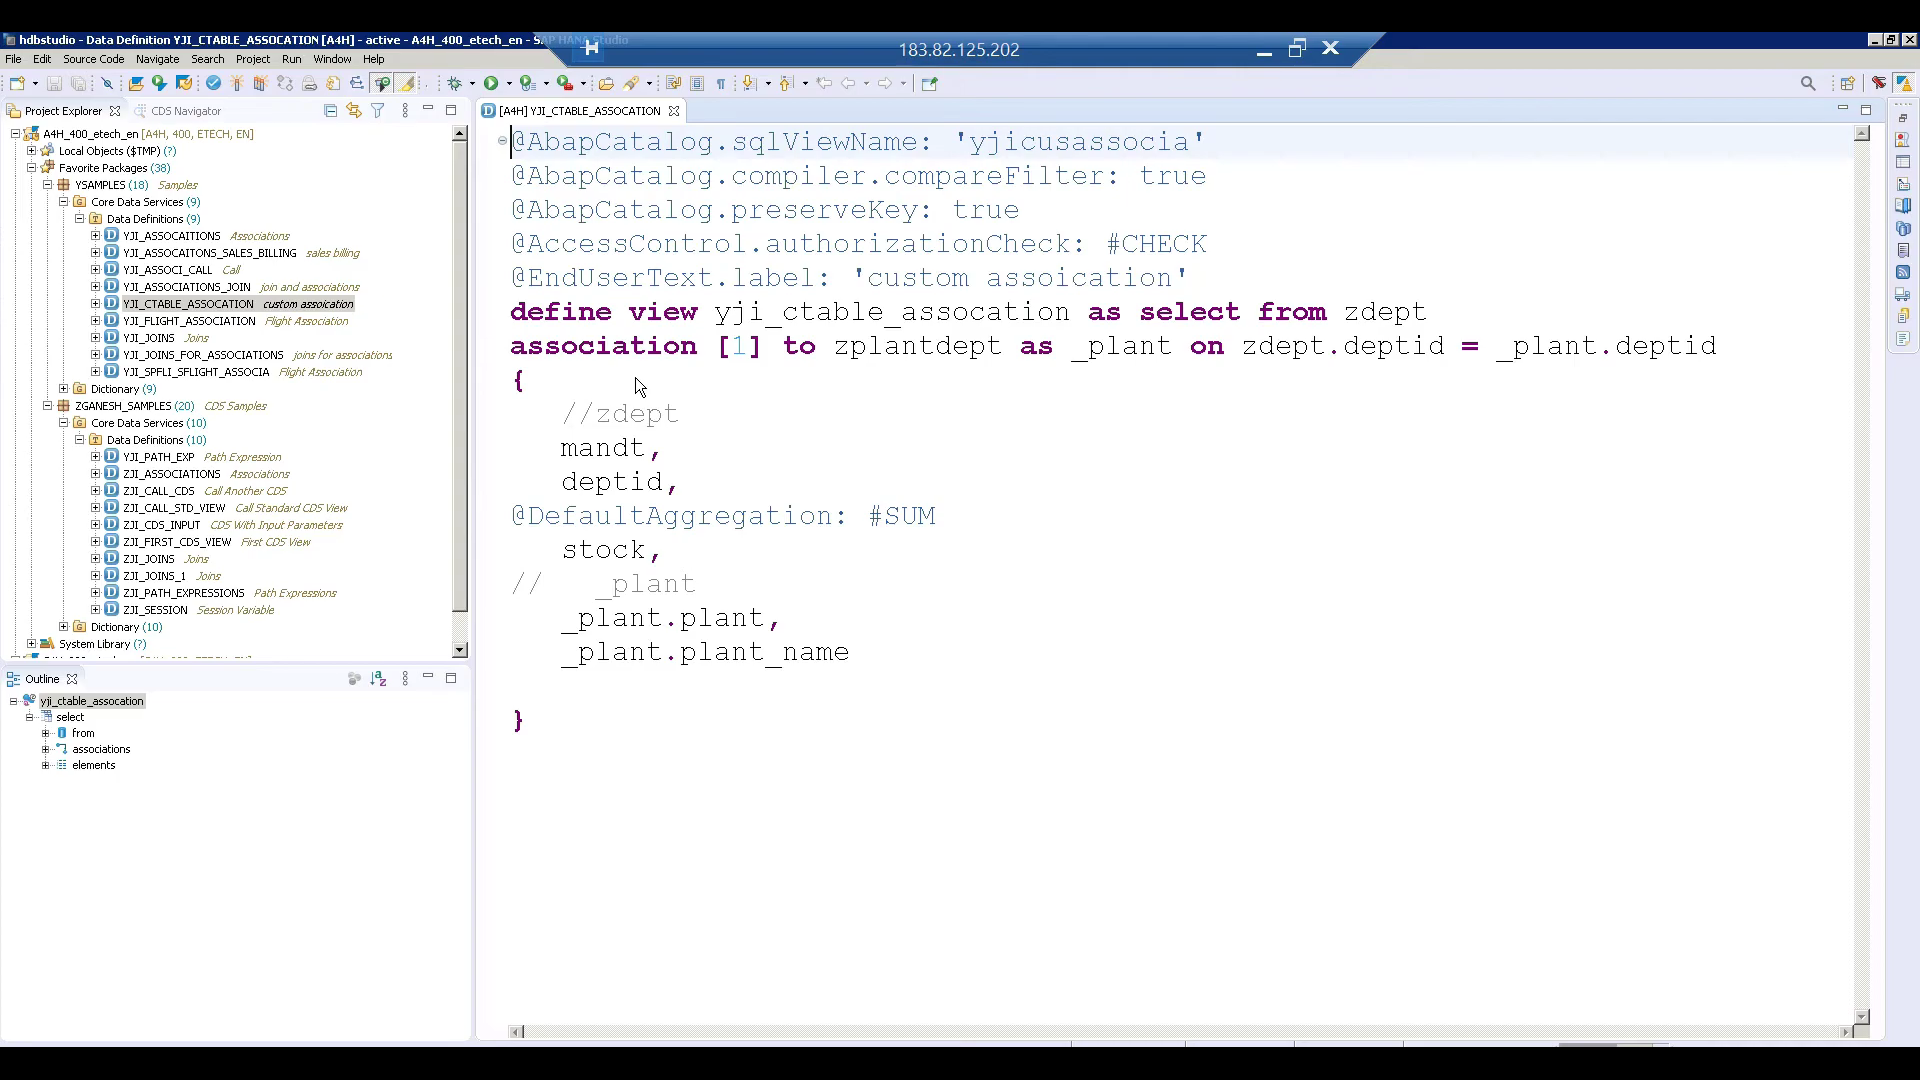 hdbstudio - Data Definition YJI_CTABLE_ASSOCATION [A4H] - active - A4H_400_etech_en - SAP HANA Studio
183.82.125.202
File Edit Source Code Navigate Search Project Run Window Help
Project Explorer CDS Navigator
[A4H] YJI_CTABLE_ASSOCATION
A4H_400_etech_en [A4H, 400, ETECH, EN]
Local Objects ($TMP) (?)
Favorite Packages (38)
YSAMPLES (18) Samples
Core Data Services (9)
Data Definitions (9)
YJI_ASSOCAITIONS Associations
YJI_ASSOCAITONS_SALES_BILLING sales billing
YJI_ASSOCI_CALL Call
YJI_ASSOCIATIONS_JOIN join and associations
YJI_CTABLE_ASSOCATION custom assoication
YJI_FLIGHT_ASSOCIATION Flight Association
YJI_JOINS Joins
YJI_JOINS_FOR_ASSOCIATIONS joins for associations
YJI_SPFLI_SFLIGHT_ASSOCIA Flight Association
Dictionary (9)
ZGANESH_SAMPLES (20) CDS Samples
Core Data Services (10)
Data Definitions (10)
YJI_PATH_EXP Path Expression
ZJI_ASSOCIATIONS Associations
ZJI_CALL_CDS Call Another CDS
ZJI_CALL_STD_VIEW Call Standard CDS View
ZJI_CDS_INPUT CDS With Input Parameters
ZJI_FIRST_CDS_VIEW First CDS View
ZJI_JOINS Joins
ZJI_JOINS_1 Joins
ZJI_PATH_EXPRESSIONS Path Expressions
ZJI_SESSION Session Variable
Dictionary (10)
System Library (?)
Outline
yji_ctable_assocation
select
from
associations
elements
@AbapCatalog.sqlViewName: 'yjicusassocia'
@AbapCatalog.compiler.compareFilter: true
@AbapCatalog.preserveKey: true
@AccessControl.authorizationCheck: #CHECK
@EndUserText.label: 'custom assoication'
define view yji_ctable_assocation as select from zdept
association [1] to zplantdept as _plant on zdept.deptid = _plant.deptid
{
//zdept
mandt,
deptid,
@DefaultAggregation: #SUM
stock,
// _plant
_plant.plant,
_plant.plant_name
}